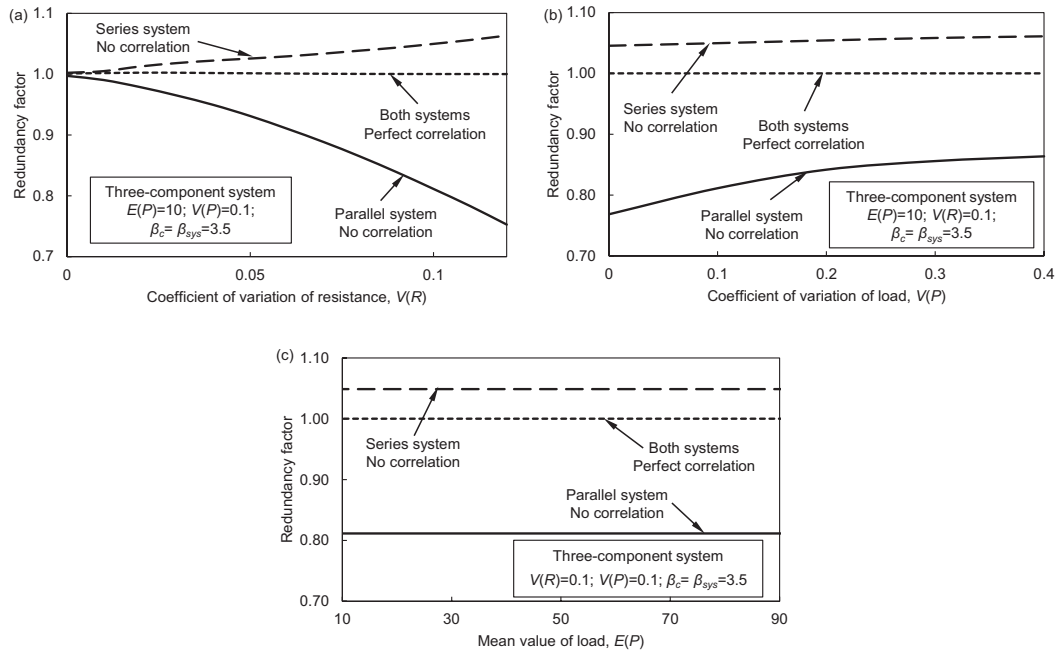 (a)
1.1
1.0
0.9
0.8
0.7
Redundancy factor
Series system
No correlation
Both systems
Perfect correlation
Parallel system
No correlation
Three-component system
E(P)=10; V(P)=0.1;
βc= βsys=3.5
0
0.05
0.1
Coefficient of variation of resistance, V(R)
(b)
1.10
1.00
0.90
0.80
0.70
Redundancy factor
Series system
No correlation
Both systems
Perfect correlation
Parallel system
No correlation
Three-component system
E(P)=10; V(R)=0.1;
βc= βsys=3.5
0
0.1
0.2
0.3
0.4
Coefficient of variation of load, V(P)
(c)
1.10
1.00
0.90
0.80
0.70
Redundancy factor
Series system
No correlation
Both systems
Perfect correlation
Parallel system
No correlation
Three-component system
V(R)=0.1; V(P)=0.1; βc= βsys=3.5
10
30
50
70
90
Mean value of load, E(P)